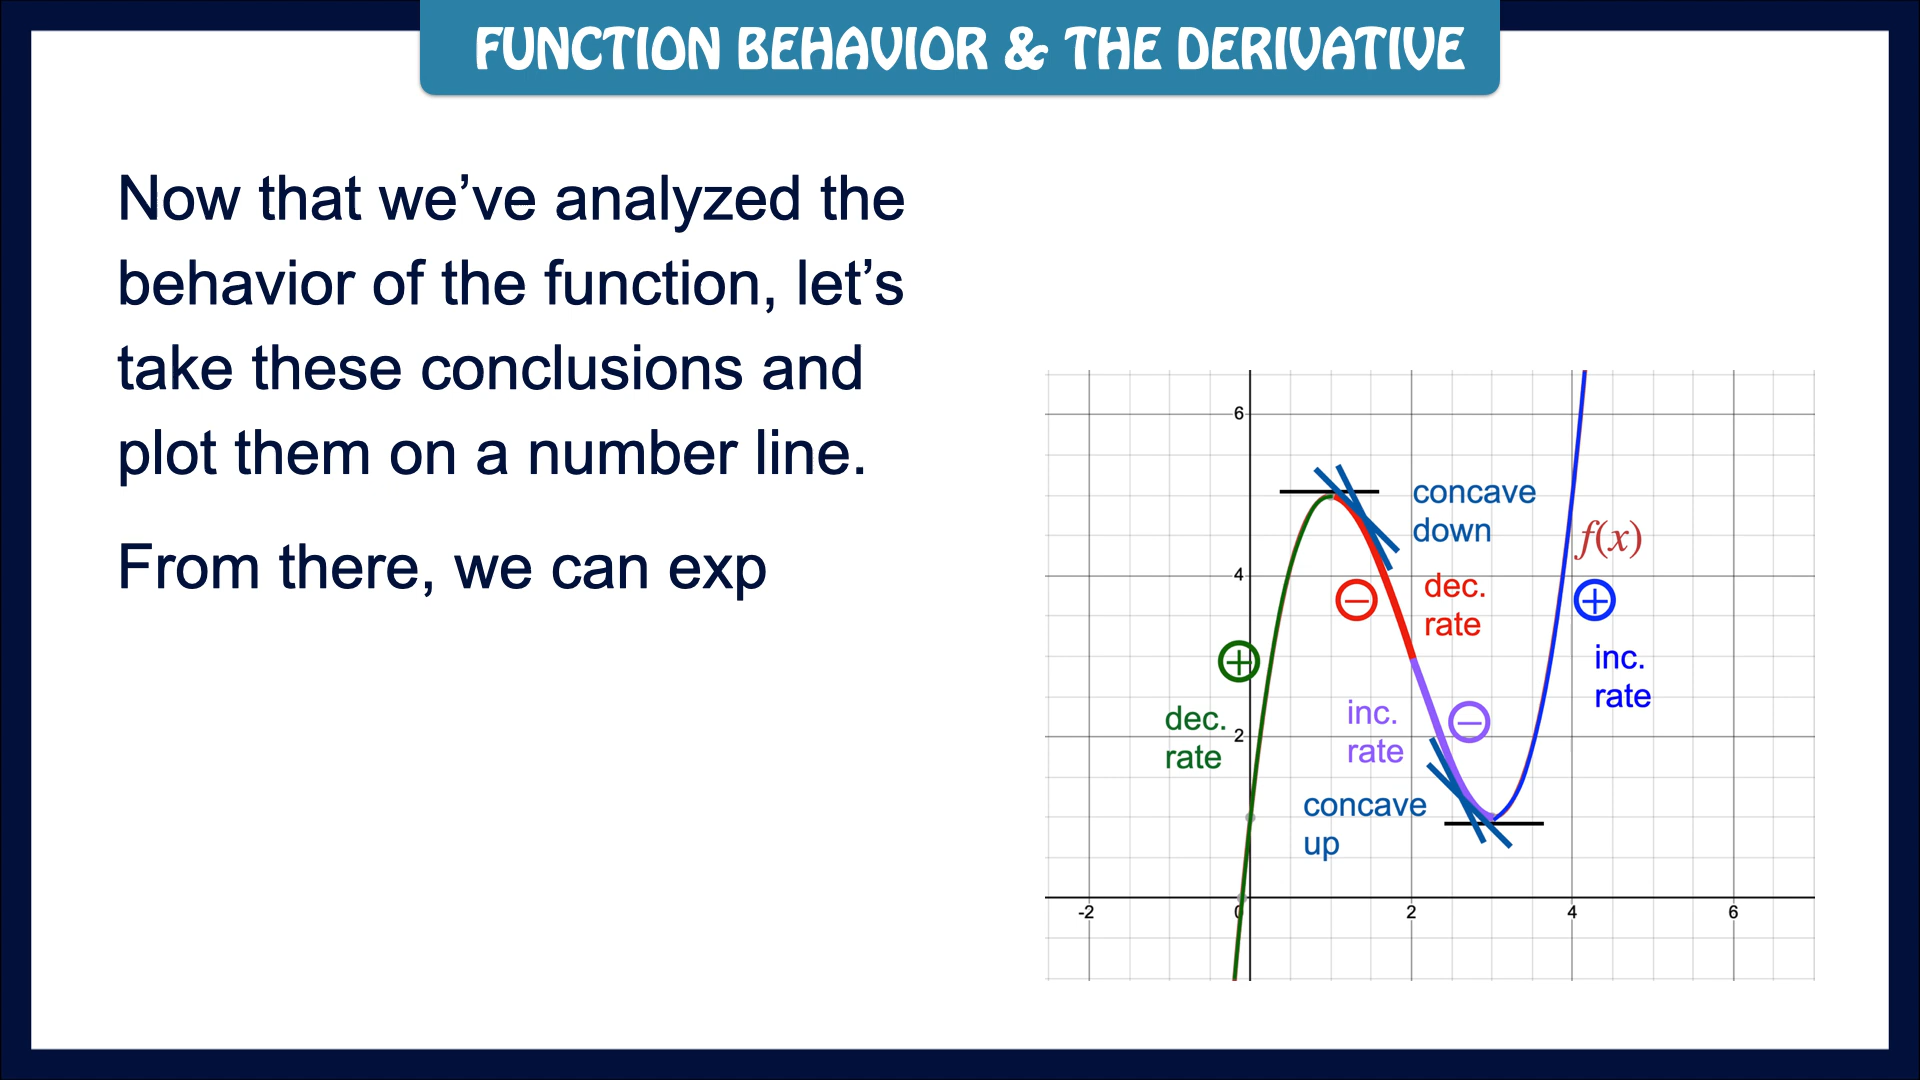 FUNCTION BEHAVIOR & THE DERIVATIVE
Now that we’ve analyzed the
behavior of the function, let’s
take these conclusions and
plot them on a number line.
From there, we can exp
6
concave
down
f(x)
4
dec.
rate
inc.
rate
dec.
rate
2
inc.
rate
concave
up
-2
0
2
4
6